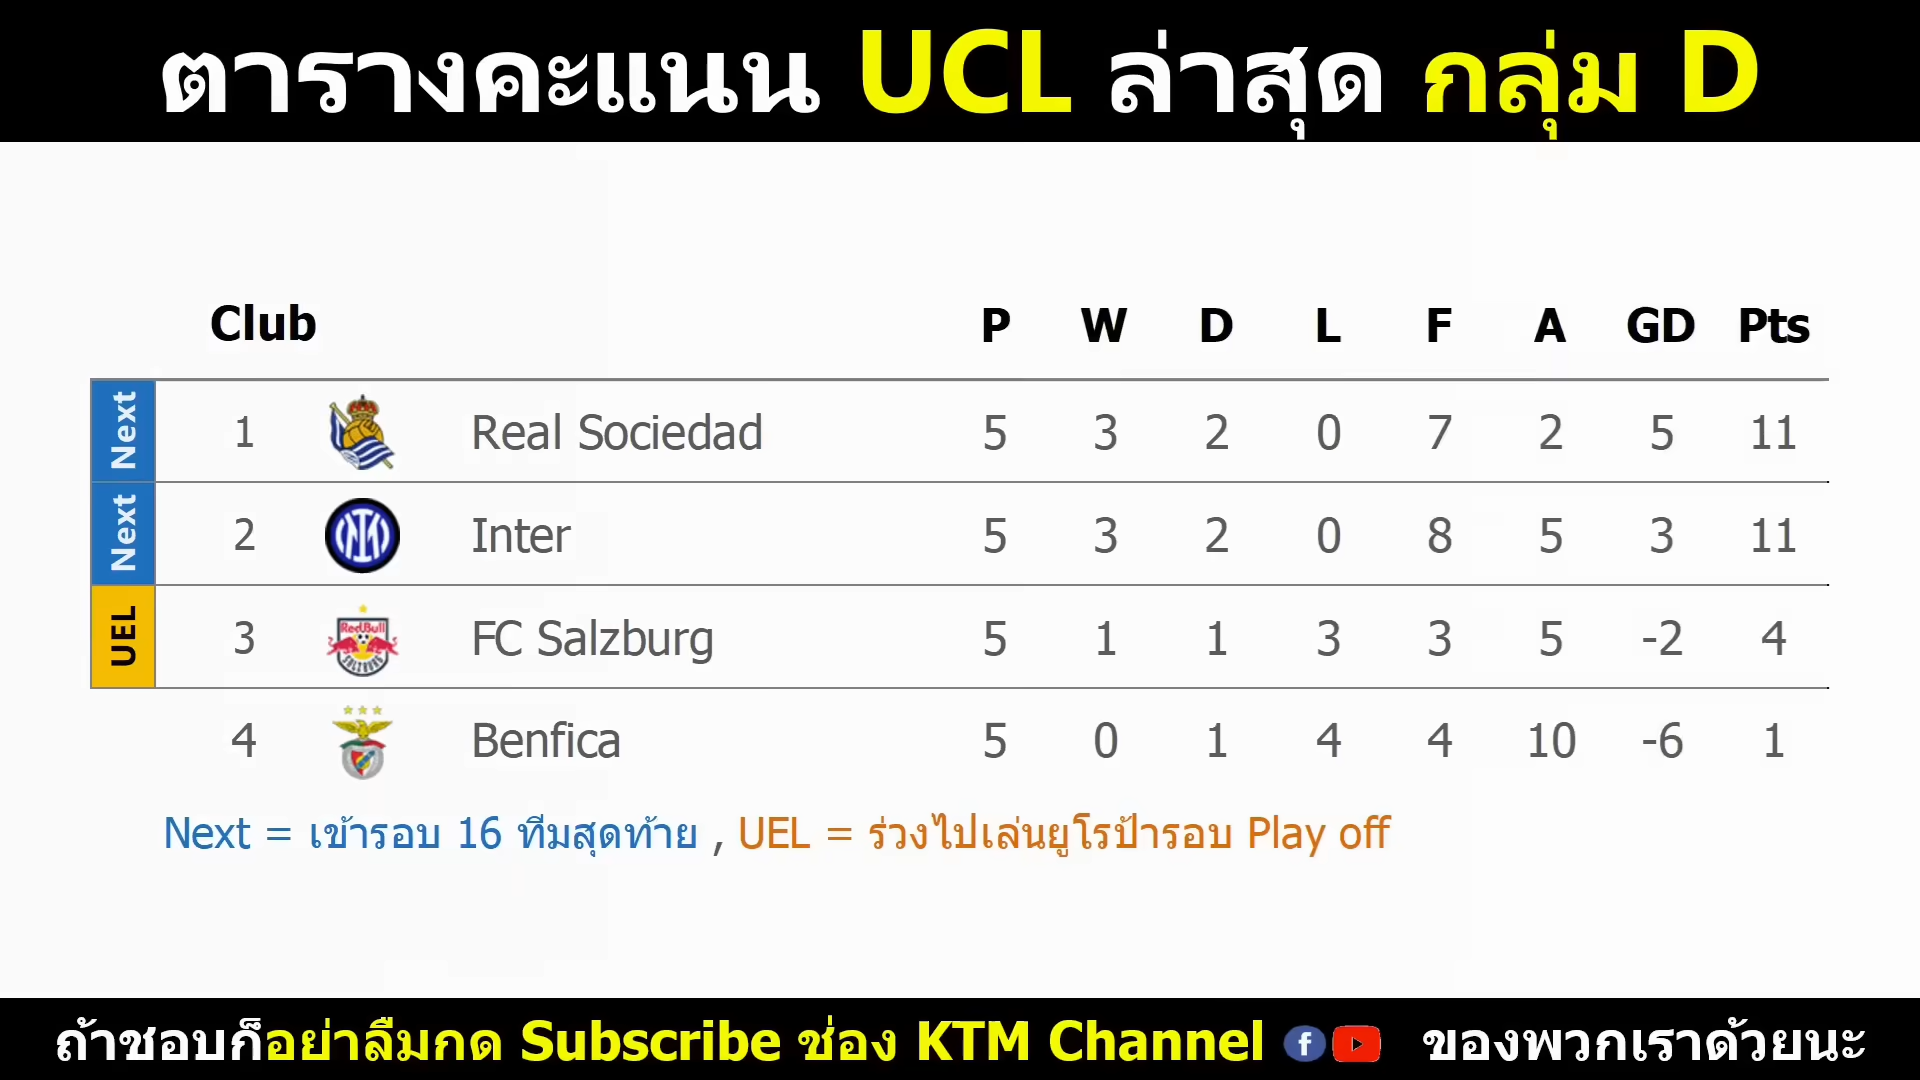 ตารางคะแนน UCL ล่าสุด กลุ่ม D
Club P W D L F A GD Pts
Next 1 Real Sociedad 5 3 2 0 7 2 5 11
Next 2 Inter 5 3 2 0 8 5 3 11
UEL 3 RedBull SALZBURG FC Salzburg 5 1 1 3 3 5 -2 4
4 Benfica 5 0 1 4 4 10 -6 1
Next = เข้ารอบ 16 ทีมสุดท้าย , UEL = ร่วงไปเล่นยูโรป้ารอบ Play off
ถ้าชอบก็อย่าลืมกด Subscribe ช่อง KTM Channel f ของพวกเราด้วยนะ